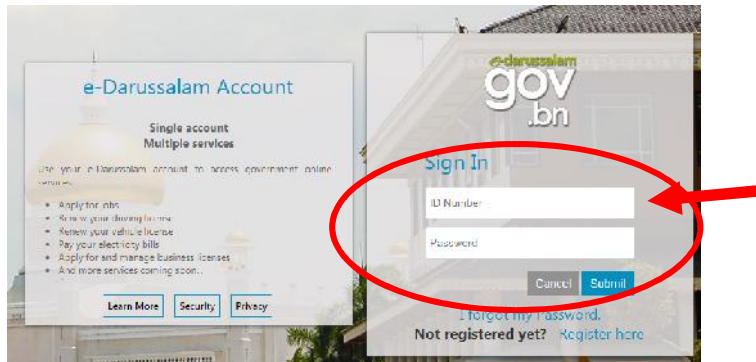 e-Darussalam Account
Single account
Multiple services
Use your e-Darussalam account to access government online
services
• Apply for jobs
• Renew your driving license
• Renew your vehicle license
• Pay your electricity bills
• Apply for and manage business licenses
• And more services coming soon..
Learn More Security Privacy
e-darussalam
gov
.bn
Sign In
ID Number
Password
Cancel Submit
I forgot my Password.
Not registered yet? Register here